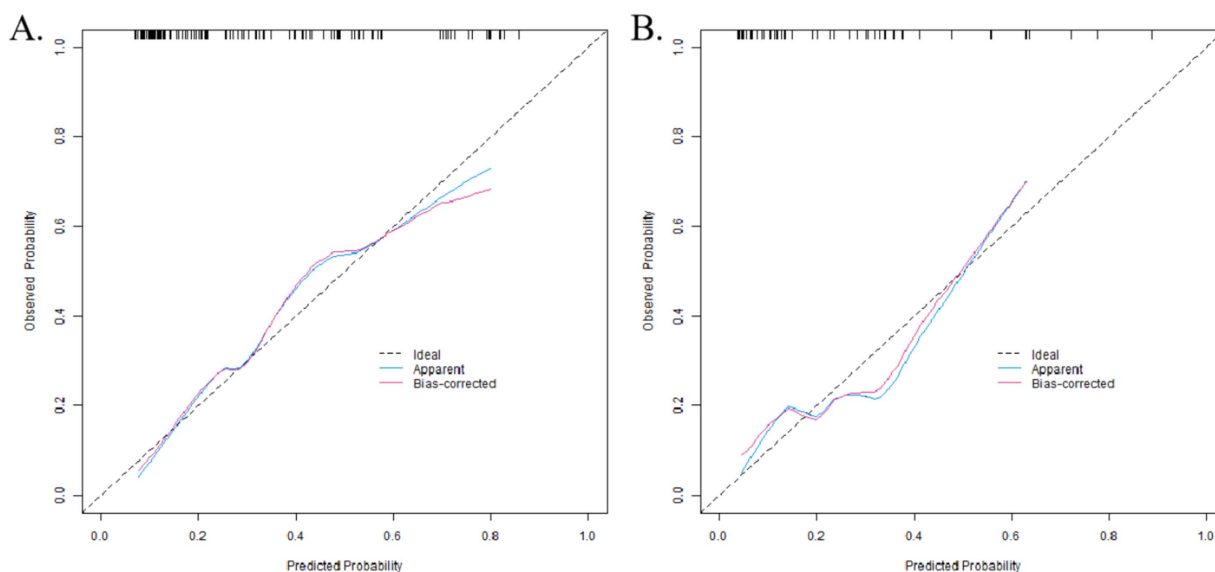 A.
1.0
0.8
0.6
0.4
0.2
0.0
Observed Probability
Ideal
Apparent
Bias-corrected
0.0 0.2 0.4 0.6 0.8 1.0
Predicted Probability
B.
1.0
0.8
0.6
0.4
0.2
0.0
Observed Probability
Ideal
Apparent
Bias-corrected
0.0 0.2 0.4 0.6 0.8 1.0
Predicted Probability